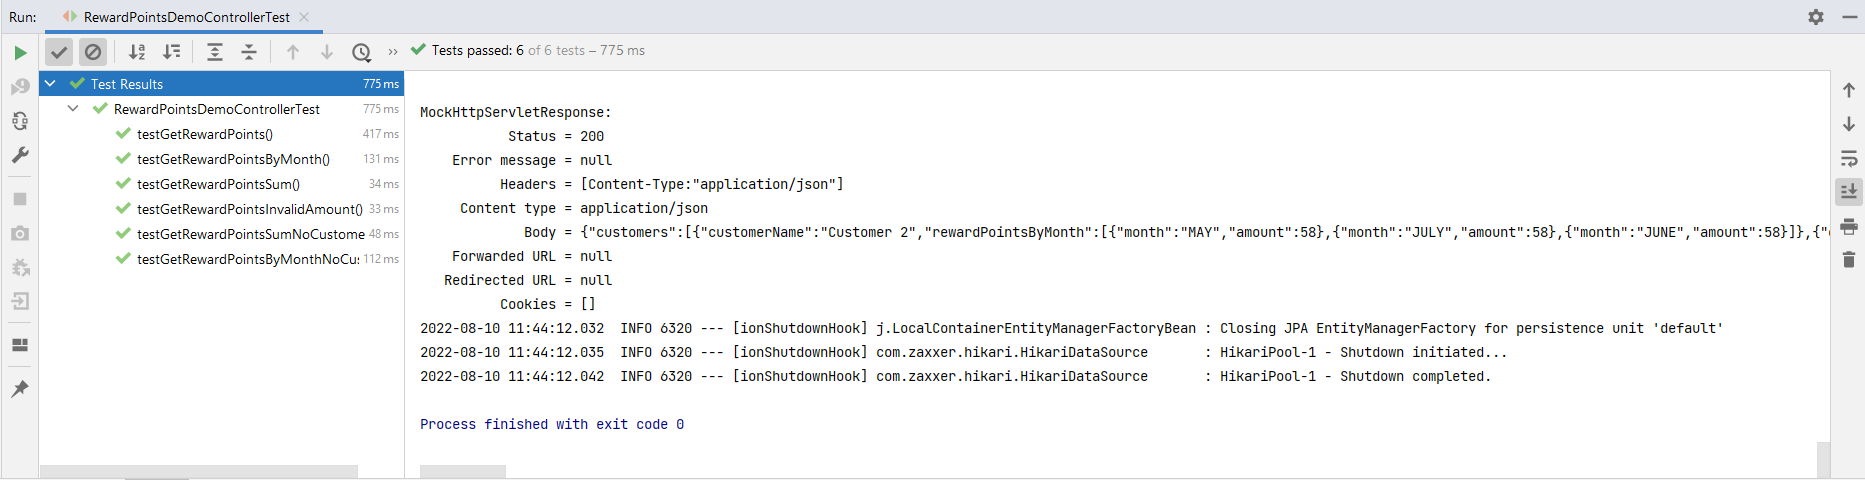 Run: RewardPointsDemoControllerTest
Tests passed: 6 of 6 tests – 775 ms
Test Results 775 ms
RewardPointsDemoControllerTest 775 ms
testGetRewardPoints() 417 ms
testGetRewardPointsByMonth() 131 ms
testGetRewardPointsSum() 34 ms
testGetRewardPointsInvalidAmount() 33 ms
testGetRewardPointsSumNoCustome 48 ms
testGetRewardPointsByMonthNoCu 112 ms
MockHttpServletResponse:
Status = 200
Error message = null
Headers = [Content-Type:"application/json"]
Content type = application/json
Body = {"customers":[{"customerName":"Customer 2","rewardPointsByMonth":[{"month":"MAY","amount":58},{"month":"JULY","amount":58},{"month":"JUNE","amount":58}]},{"
Forwarded URL = null
Redirected URL = null
Cookies = []
2022-08-10 11:44:12.032  INFO 6320 --- [ionShutdownHook] j.LocalContainerEntityManagerFactoryBean : Closing JPA EntityManagerFactory for persistence unit 'default'
2022-08-10 11:44:12.035  INFO 6320 --- [ionShutdownHook] com.zaxxer.hikari.HikariDataSource       : HikariPool-1 - Shutdown initiated...
2022-08-10 11:44:12.042  INFO 6320 --- [ionShutdownHook] com.zaxxer.hikari.HikariDataSource       : HikariPool-1 - Shutdown completed.
Process finished with exit code 0